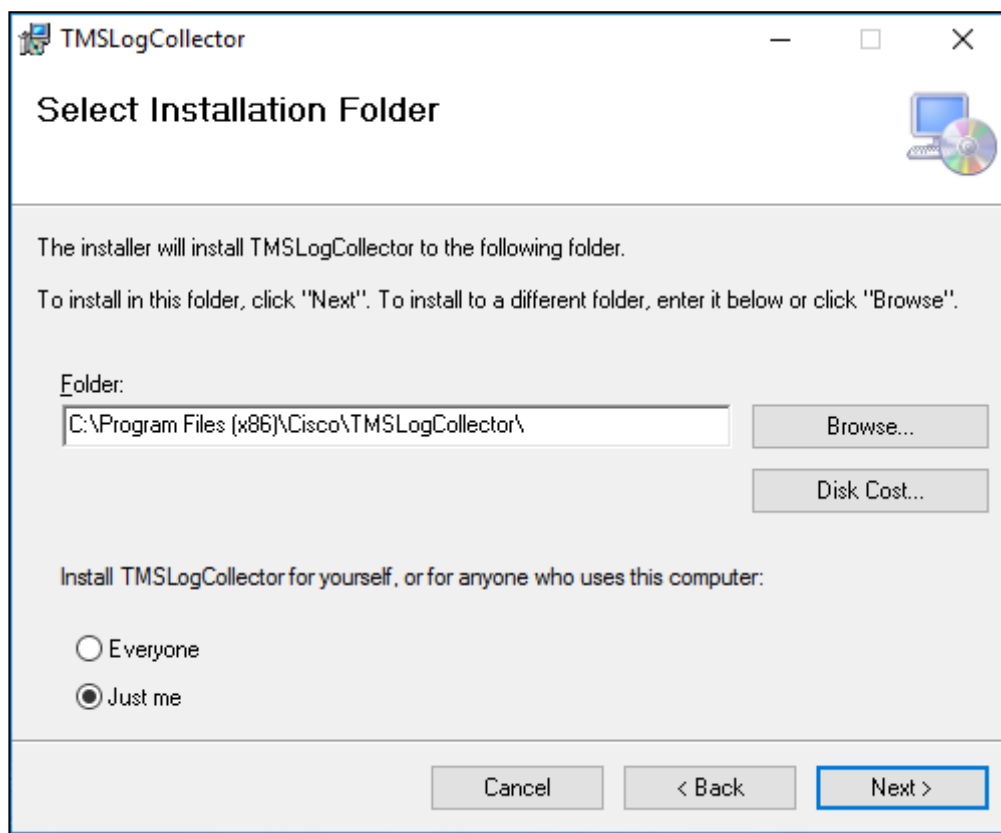 TMSLogCollector
Select Installation Folder
The installer will install TMSLogCollector to the following folder.
To install in this folder, click "Next". To install to a different folder, enter it below or click "Browse".
Folder:
C:\Program Files (x86)\Cisco\TMSLogCollector\
Browse...
Disk Cost...
Install TMSLogCollector for yourself, or for anyone who uses this computer:
Everyone
Just me
Cancel
< Back
Next >